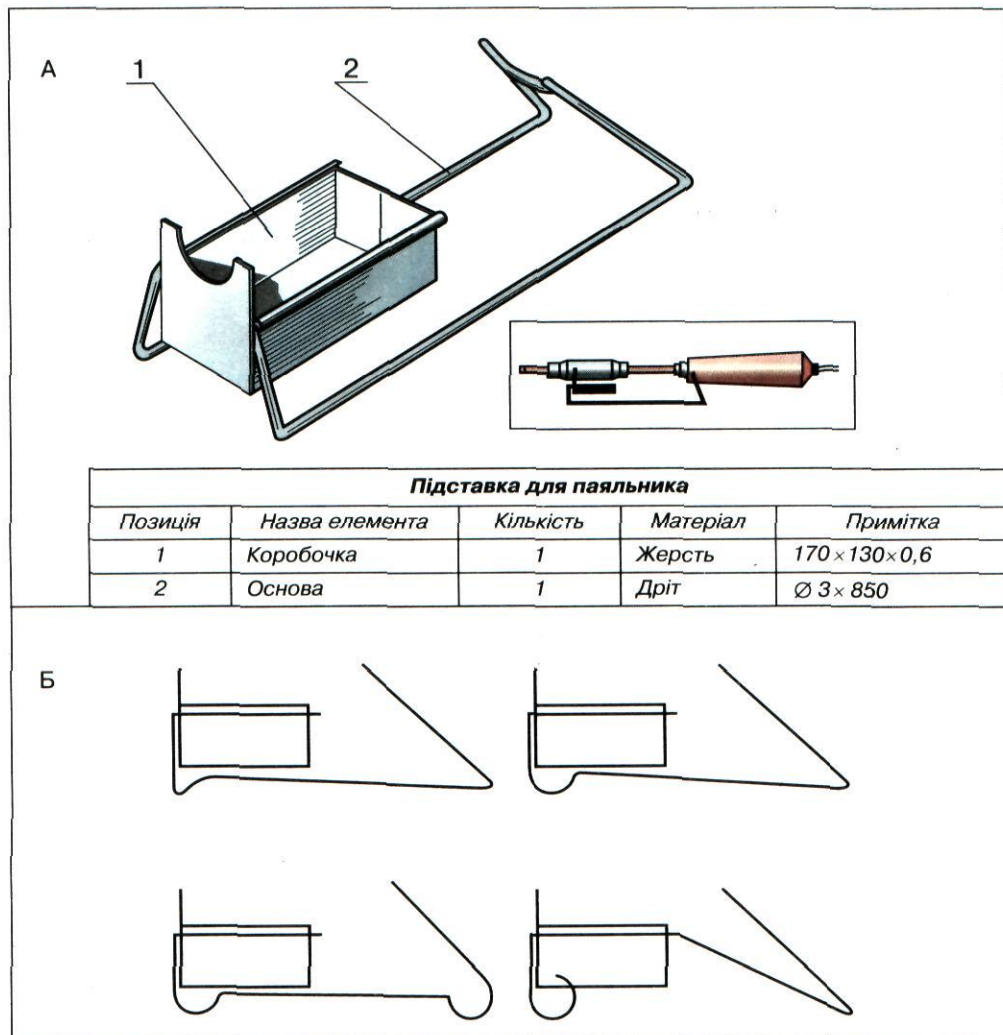 А
1
2
Підставка для паяльника
Позиція Назва елемента Кількість Матеріал Примітка
1 Коробочка 1 Жерсть 170 × 130 × 0,6
2 Основа 1 Дріт Ø 3 × 850
Б